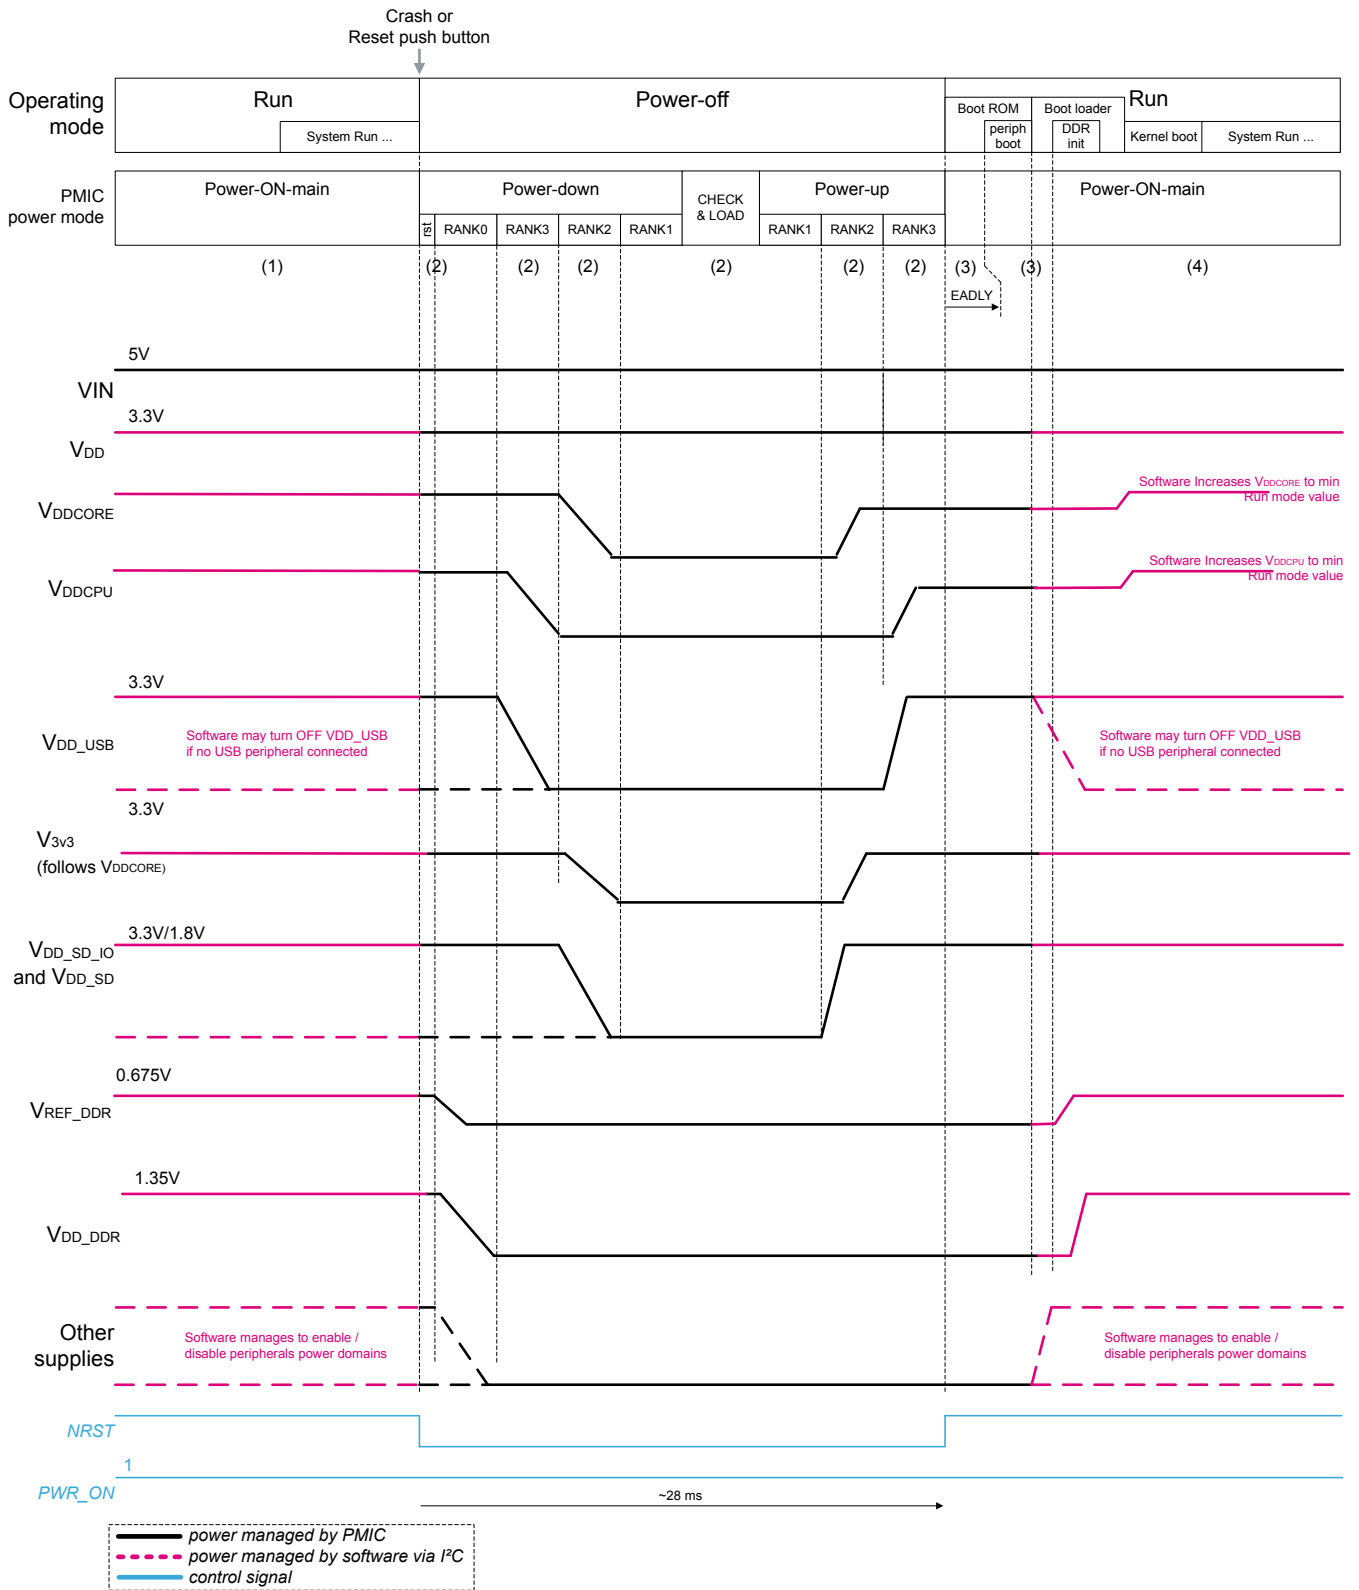 Crash or
Reset push button
Operating
mode
Run
Power-off
Run
System Run ...
Boot ROM
Boot loader
periph
boot
DDR
init
Kernel boot
System Run ...
PMIC
power mode
Power-ON-main
Power-down
CHECK
& LOAD
Power-up
Power-ON-main
rst
RANK0
RANK3
RANK2
RANK1
RANK1
RANK2
RANK3
(1)
(2)
(2)
(2)
(2)
(2)
(2)
(3)
(3)
(4)
EADLY
5V
VIN
3.3V
VDD
VDDCORE
Software Increases VDDCORE to min
Run mode value
VDDCPU
Software Increases VDDCPU to min
Run mode value
3.3V
VDD_USB
Software may turn OFF VDD_USB
if no USB peripheral connected
Software may turn OFF VDD_USB
if no USB peripheral connected
3.3V
V3v3
(follows VDDCORE)
3.3V/1.8V
VDD_SD_IO
and VDD_SD
0.675V
VREF_DDR
1.35V
VDD_DDR
Other
supplies
Software manages to enable /
disable peripherals power domains
Software manages to enable /
disable peripherals power domains
NRST
1
PWR_ON
~28 ms
power managed by PMIC
power managed by software via I²C
control signal